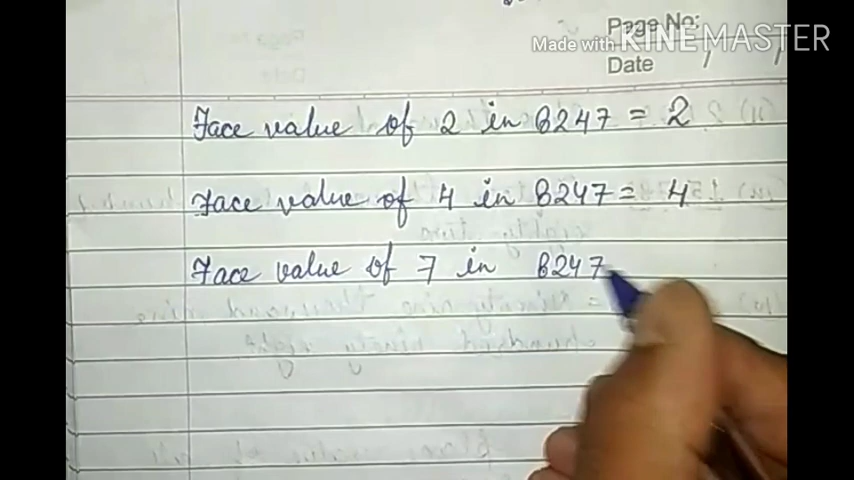 Page No:
Made with KINEMASTER
Date / /
Face value of 2 in 8247 = 2
Face value of 4 in 8247 = 4
Face value of 7 in 8247